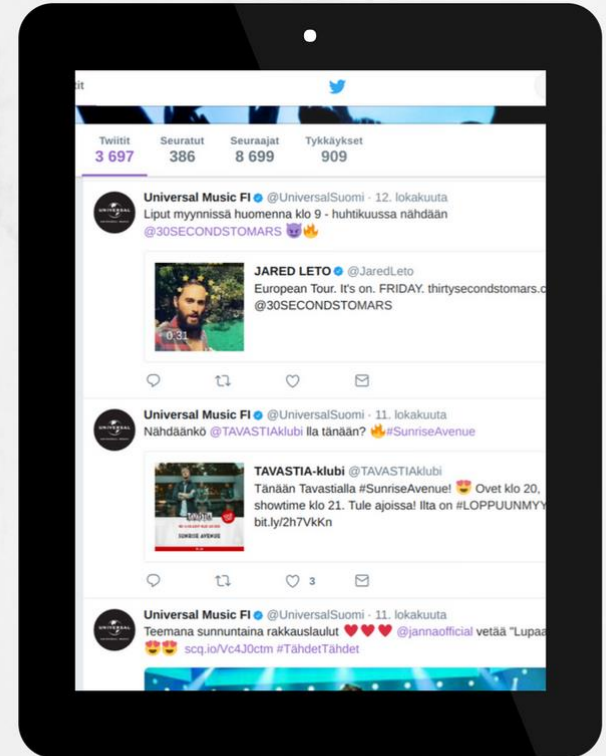 tit
Twiitit Seuratut Seuraajat Tykkäykset
3 697 386 8 699 909
UNIVERSAL
Universal Music FI @UniversalSuomi · 12. lokakuuta
Liput myynnissä huomenna klo 9 - huhtikuussa nähdään
@30SECONDSTOMARS 😈🔥
JARED LETO @JaredLeto
European Tour. It's on. FRIDAY. thirtysecondstomars.c
@30SECONDSTOMARS
0:31
UNIVERSAL
Universal Music FI @UniversalSuomi · 11. lokakuuta
Nähdäänkö @TAVASTIAklubi lla tänään? 🔥#SunriseAvenue
TAVASTIA-klubi @TAVASTIAklubi
Tänään Tavastialla #SunriseAvenue! 😍 Ovet klo 20,
showtime klo 21. Tule ajoissa! Ilta on #LOPPUUNMYY
bit.ly/2h7VkKn
SUNRISE AVENUE
3
UNIVERSAL
Universal Music FI @UniversalSuomi · 11. lokakuuta
Teemana sunnuntaina rakkauslaulut ❤️❤️❤️ @jannaofficial vetää "Lupaa
😍😍 scq.io/Vc4J0ctm #TähdetTähdet